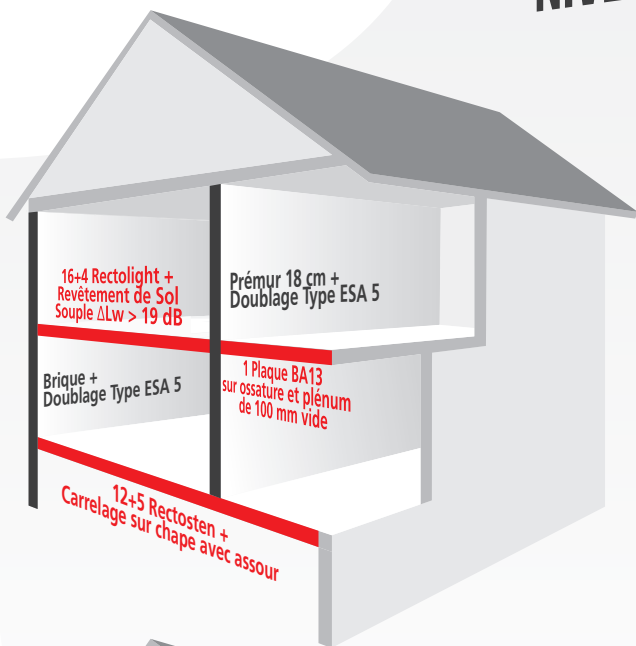 16+4 Rectolight +
Revêtement de Sol
Souple ΔLw > 19 dB
Prémur 18 cm +
Doublage Type ESA 5
Brique +
Doublage Type ESA 5
1 Plaque BA13
sur ossature et plénum
de 100 mm vide
12+5 Rectosten +
Carrelage sur chape avec assour